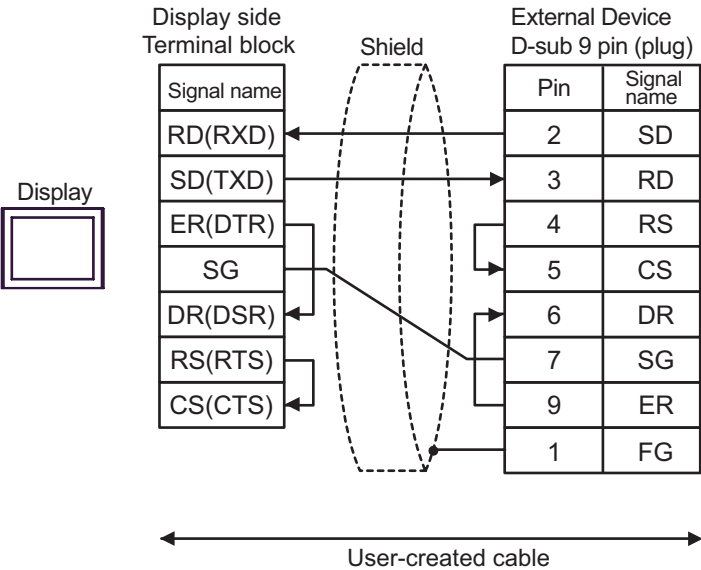 Display side
Terminal block
Shield
External Device
D-sub 9 pin (plug)
Signal name
Pin
Signal
name
RD(RXD)
2
SD
SD(TXD)
3
RD
Display
ER(DTR)
4
RS
SG
5
CS
DR(DSR)
6
DR
RS(RTS)
7
SG
CS(CTS)
9
ER
1
FG
User-created cable